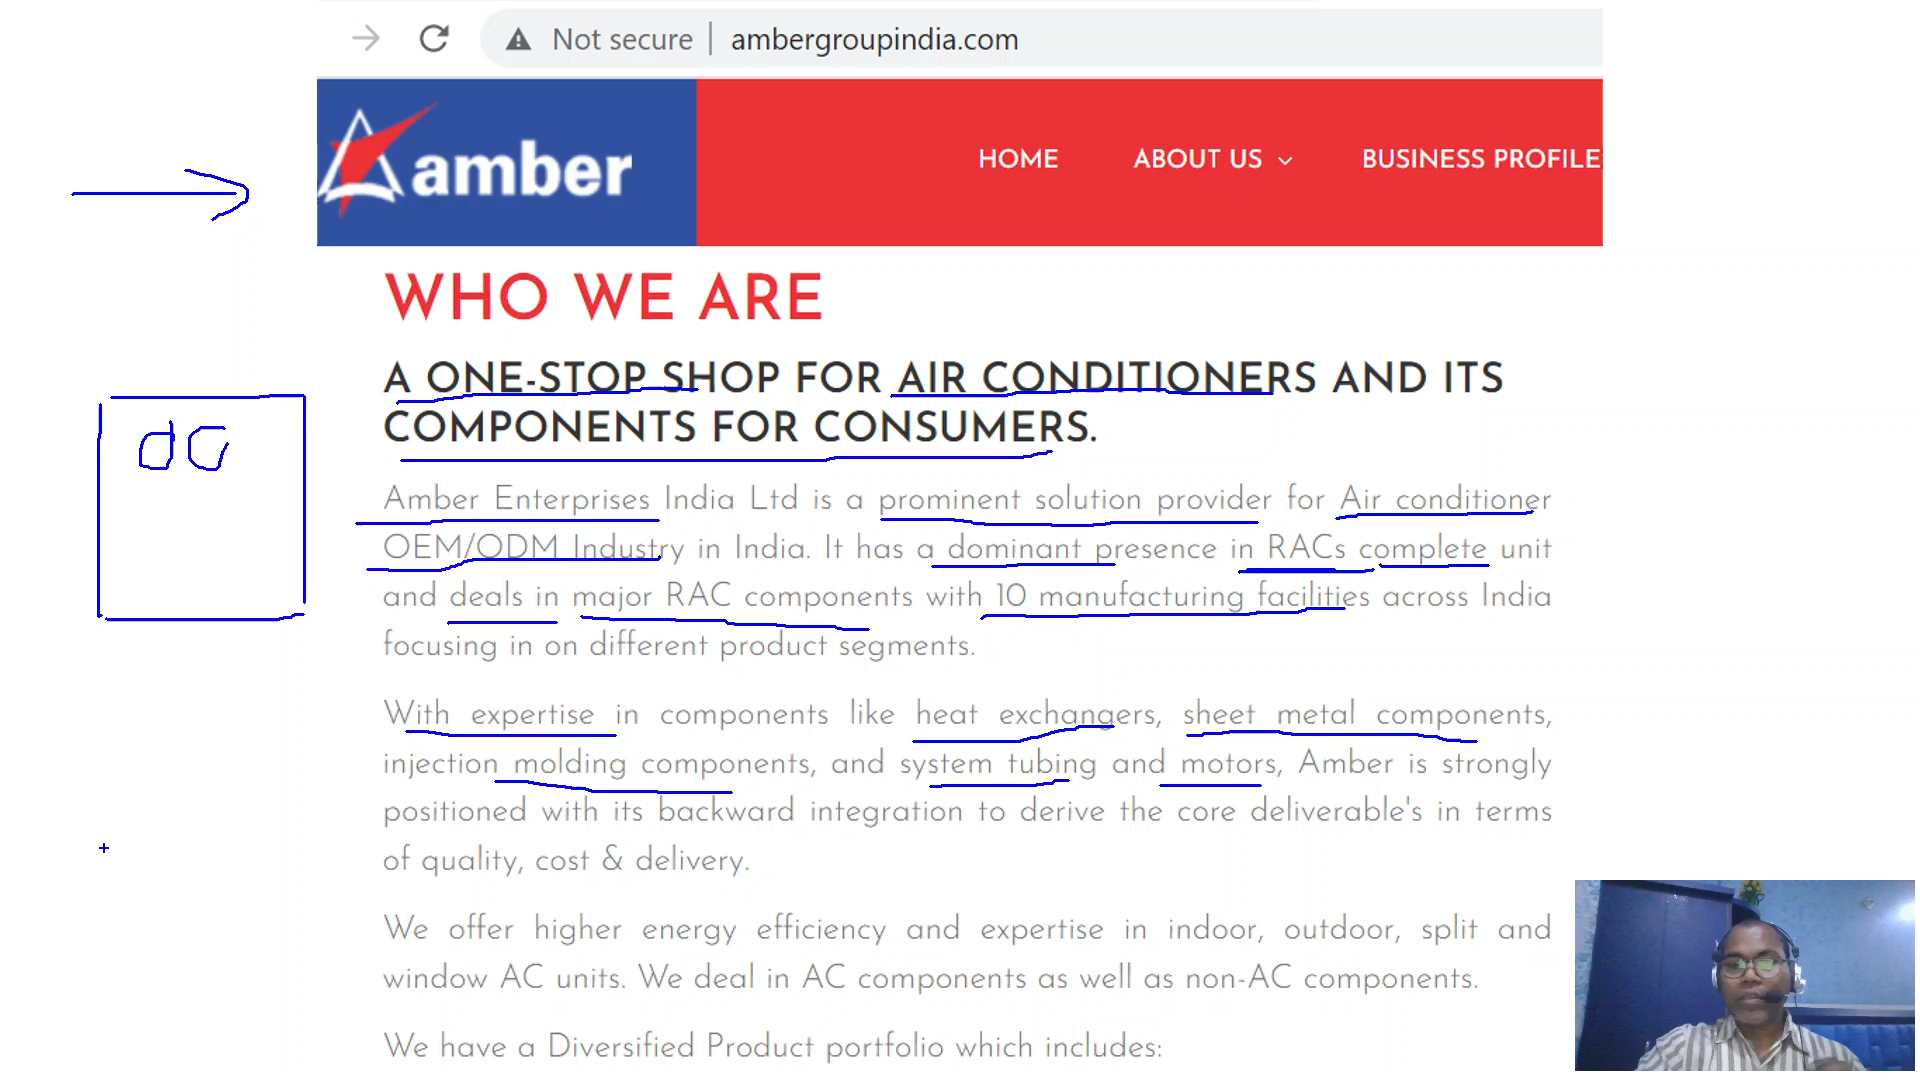 Not secure | ambergroupindia.com
amber
HOME ABOUT US BUSINESS PROFILE
WHO WE ARE
A ONE-STOP SHOP FOR AIR CONDITIONERS AND ITS
COMPONENTS FOR CONSUMERS.
Amber Enterprises India Ltd is a prominent solution provider for Air conditioner
OEM/ODM Industry in India. It has a dominant presence in RACs complete unit
and deals in major RAC components with 10 manufacturing facilities across India
focusing in on different product segments.
With expertise in components like heat exchangers, sheet metal components,
injection molding components, and system tubing and motors, Amber is strongly
positioned with its backward integration to derive the core deliverable's in terms
of quality, cost & delivery.
We offer higher energy efficiency and expertise in indoor, outdoor, split and
window AC units. We deal in AC components as well as non-AC components.
We have a Diversified Product portfolio which includes: